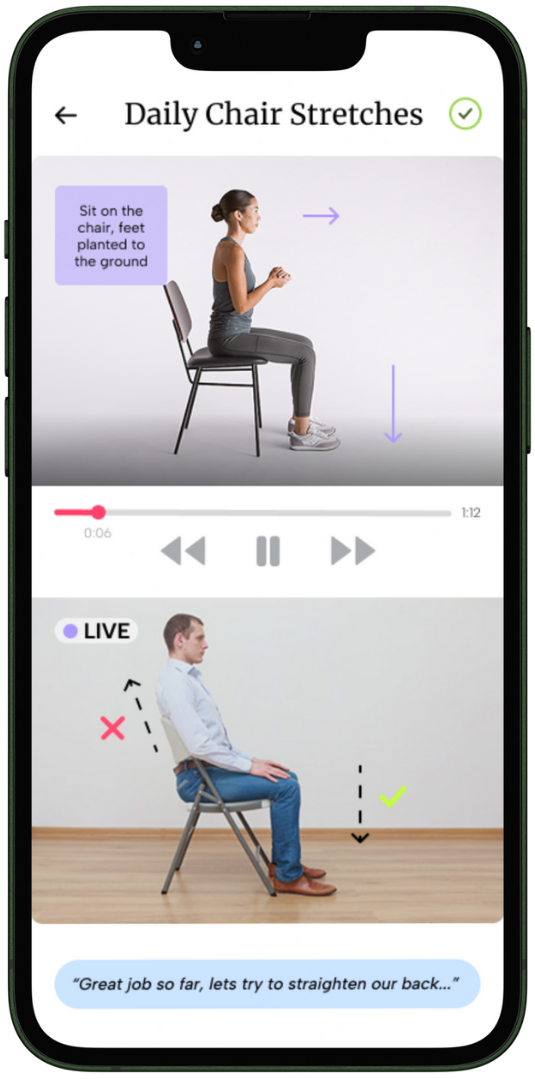 Daily Chair Stretches
Sit on the
chair, feet
planted to
the ground
1:12
0:06
LIVE
“Great job so far, lets try to straighten our back...”